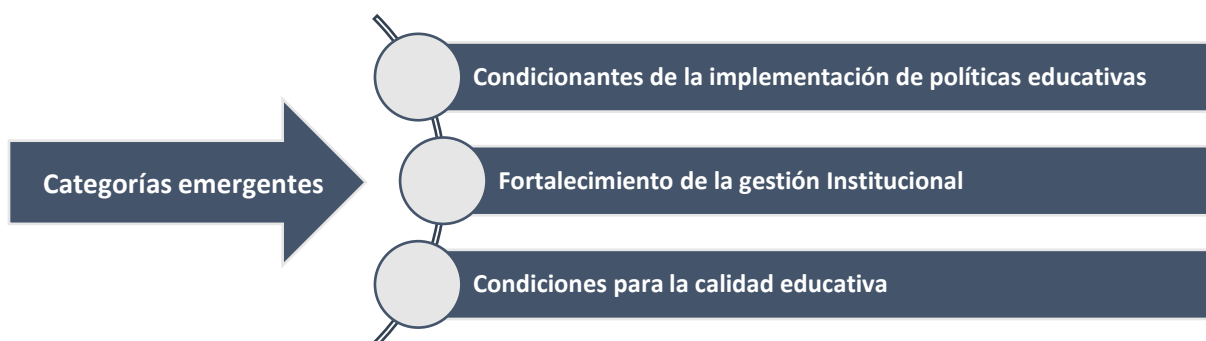 Condicionantes de la implementación de políticas educativas
Categorías emergentes
Fortalecimiento de la gestión Institucional
Condiciones para la calidad educativa